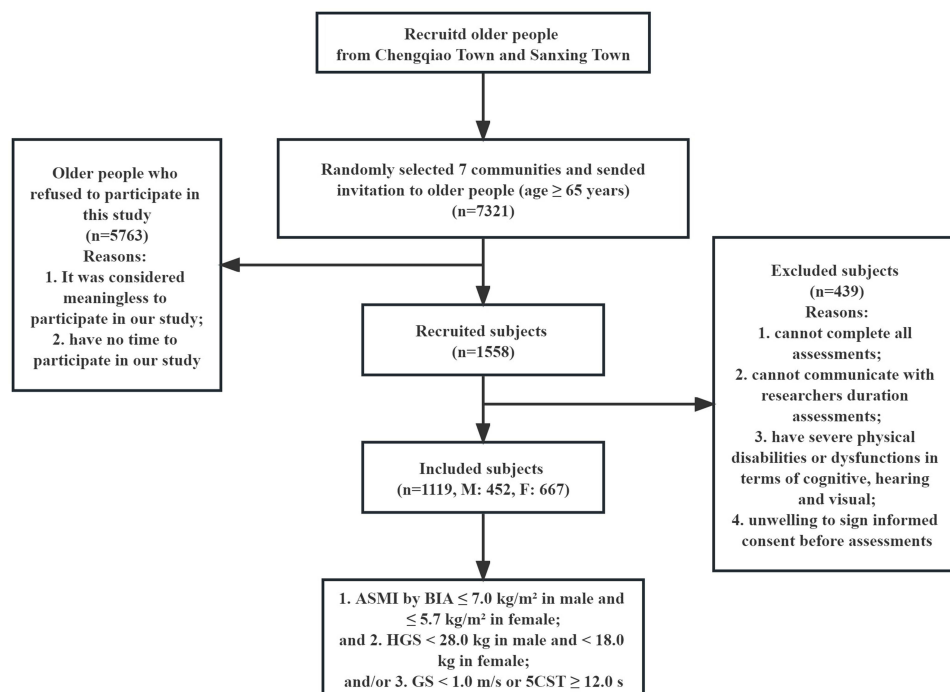 Recruitd older people
from Chengqiao Town and Sanxing Town
Randomly selected 7 communities and sended
invitation to older people (age ≥ 65 years)
(n=7321)
Older people who
refused to participate in
this study
(n=5763)
Reasons:
1. It was considered
meaningless to
participate in our study;
2. have no time to
participate in our study
Recruited subjects
(n=1558)
Excluded subjects
(n=439)
Reasons:
1. cannot complete all
assessments;
2. cannot communicate with
researchers duration
assessments;
3. have severe physical
disabilities or dysfunctions in
terms of cognitive, hearing
and visual;
4. unwelling to sign informed
consent before assessments
Included subjects
(n=1119, M: 452, F: 667)
1. ASMI by BIA ≤ 7.0 kg/m² in male and
≤ 5.7 kg/m² in female;
and 2. HGS < 28.0 kg in male and < 18.0
kg in female;
and/or 3. GS < 1.0 m/s or 5CST ≥ 12.0 s